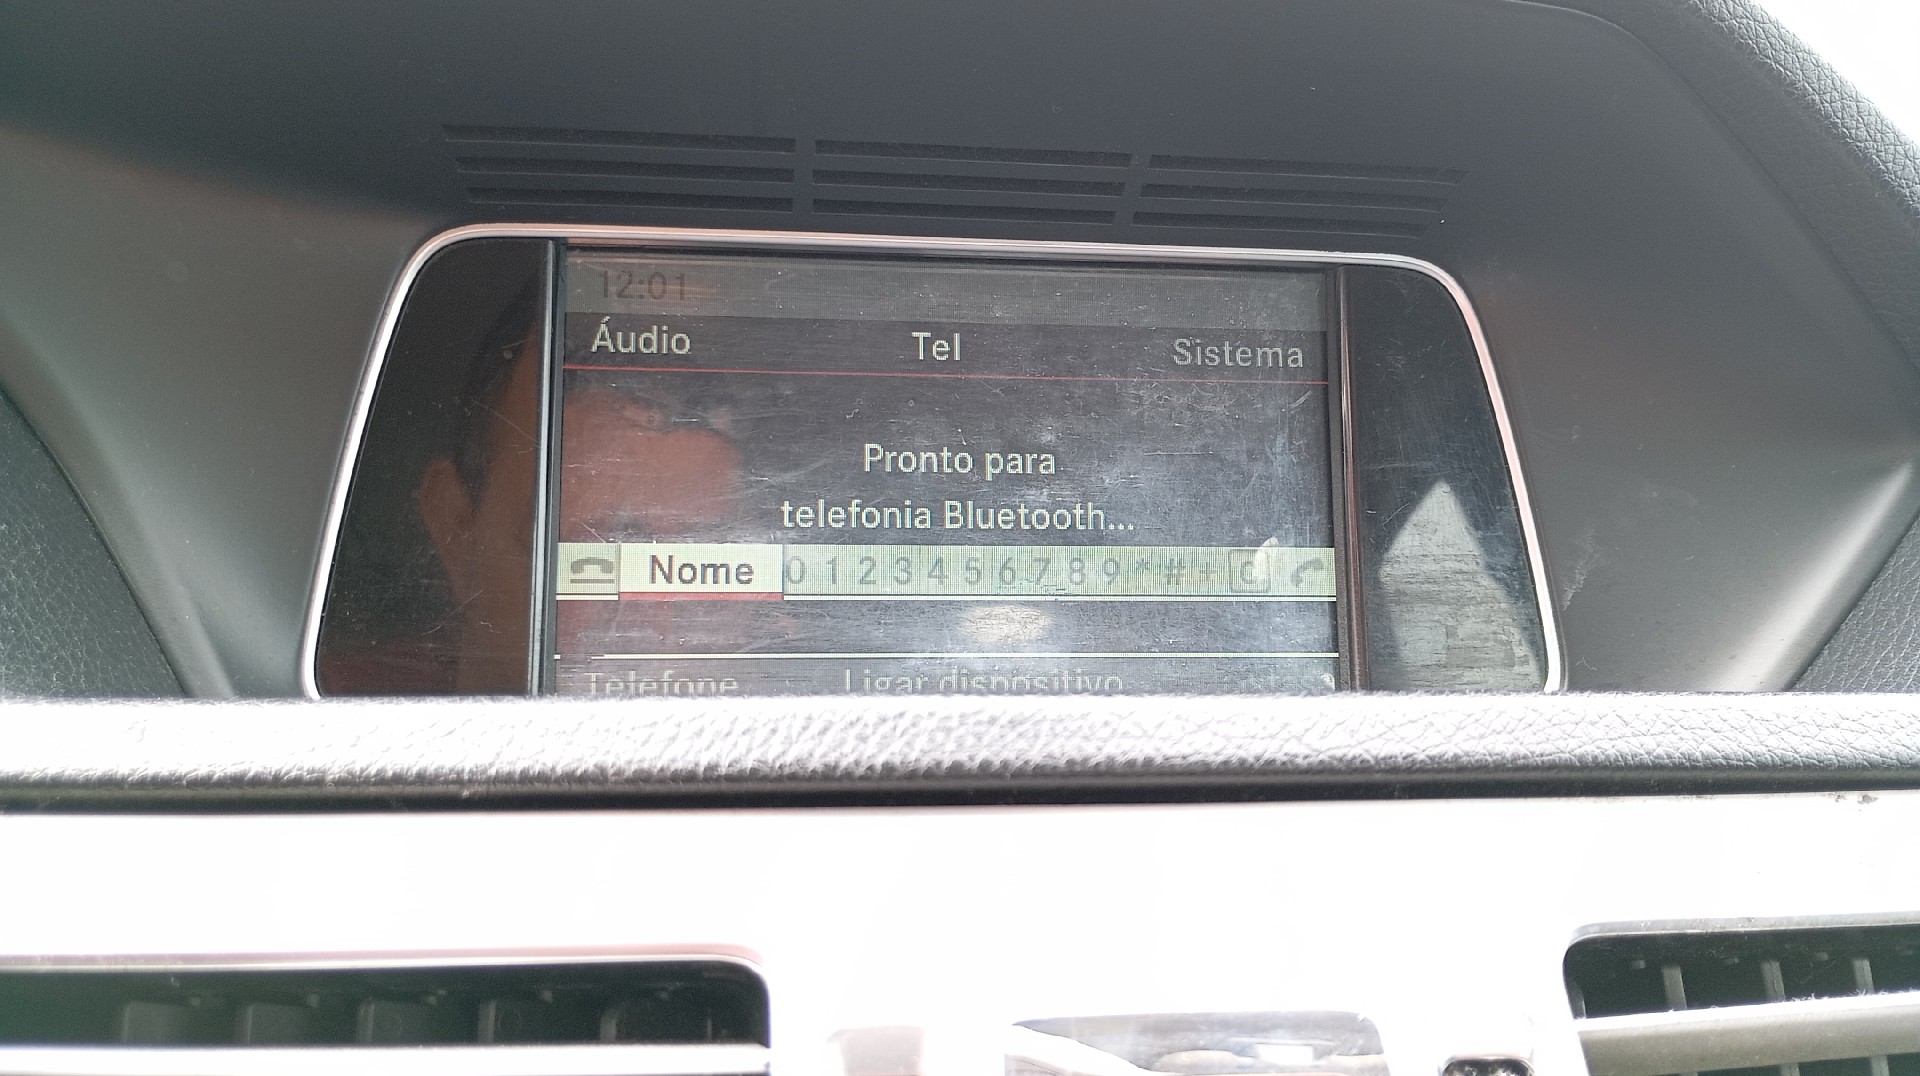 12:01
Áudio Tel Sistema
Pronto para
telefonia Bluetooth...
Nome 0 1 2 3 4 5 6 7 8 9 * # +
Telefone Ligar dispositivo